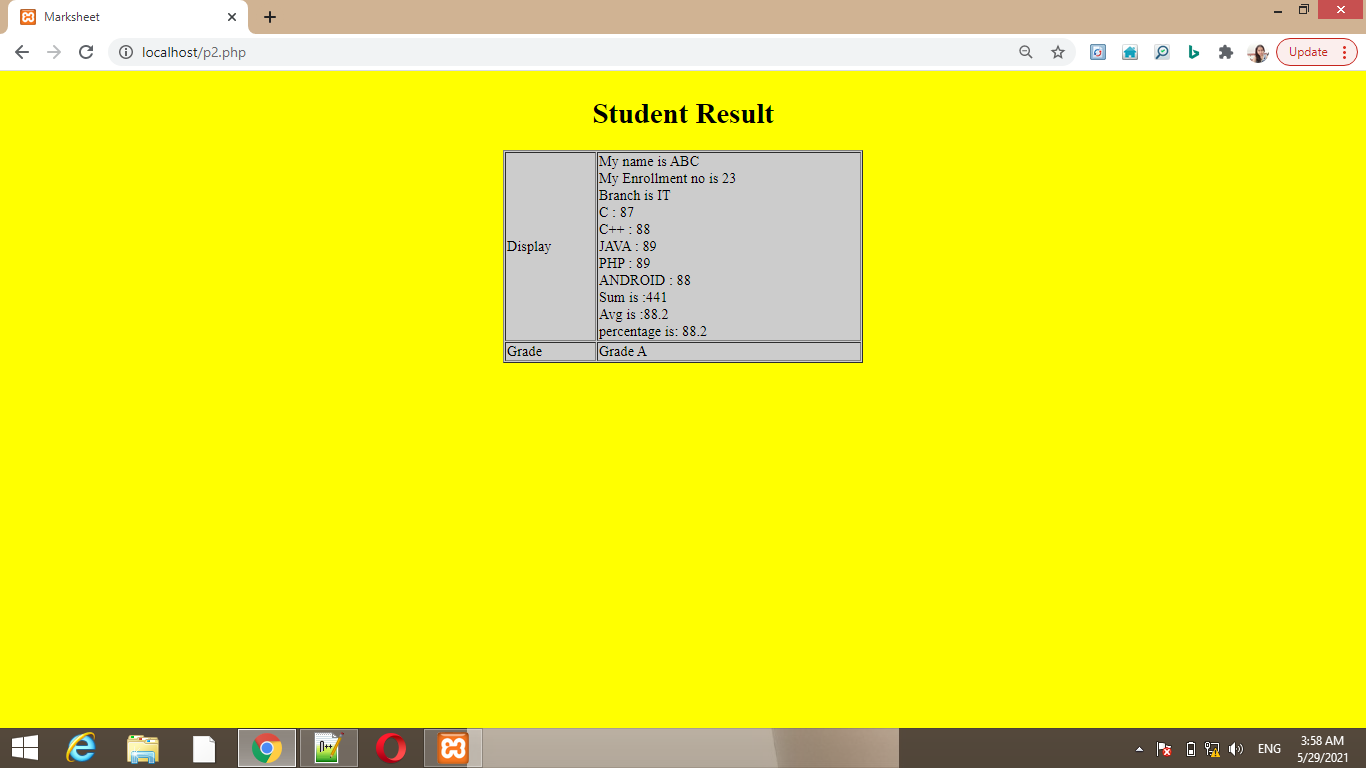 Marksheet
localhost/p2.php
Update
Student Result
My name is ABC
My Enrollment no is 23
Branch is IT
C : 87
C++ : 88
Display
JAVA : 89
PHP : 89
ANDROID : 88
Sum is :441
Avg is :88.2
percentage is: 88.2
Grade
Grade A
ENG
3:58 AM
5/29/2021